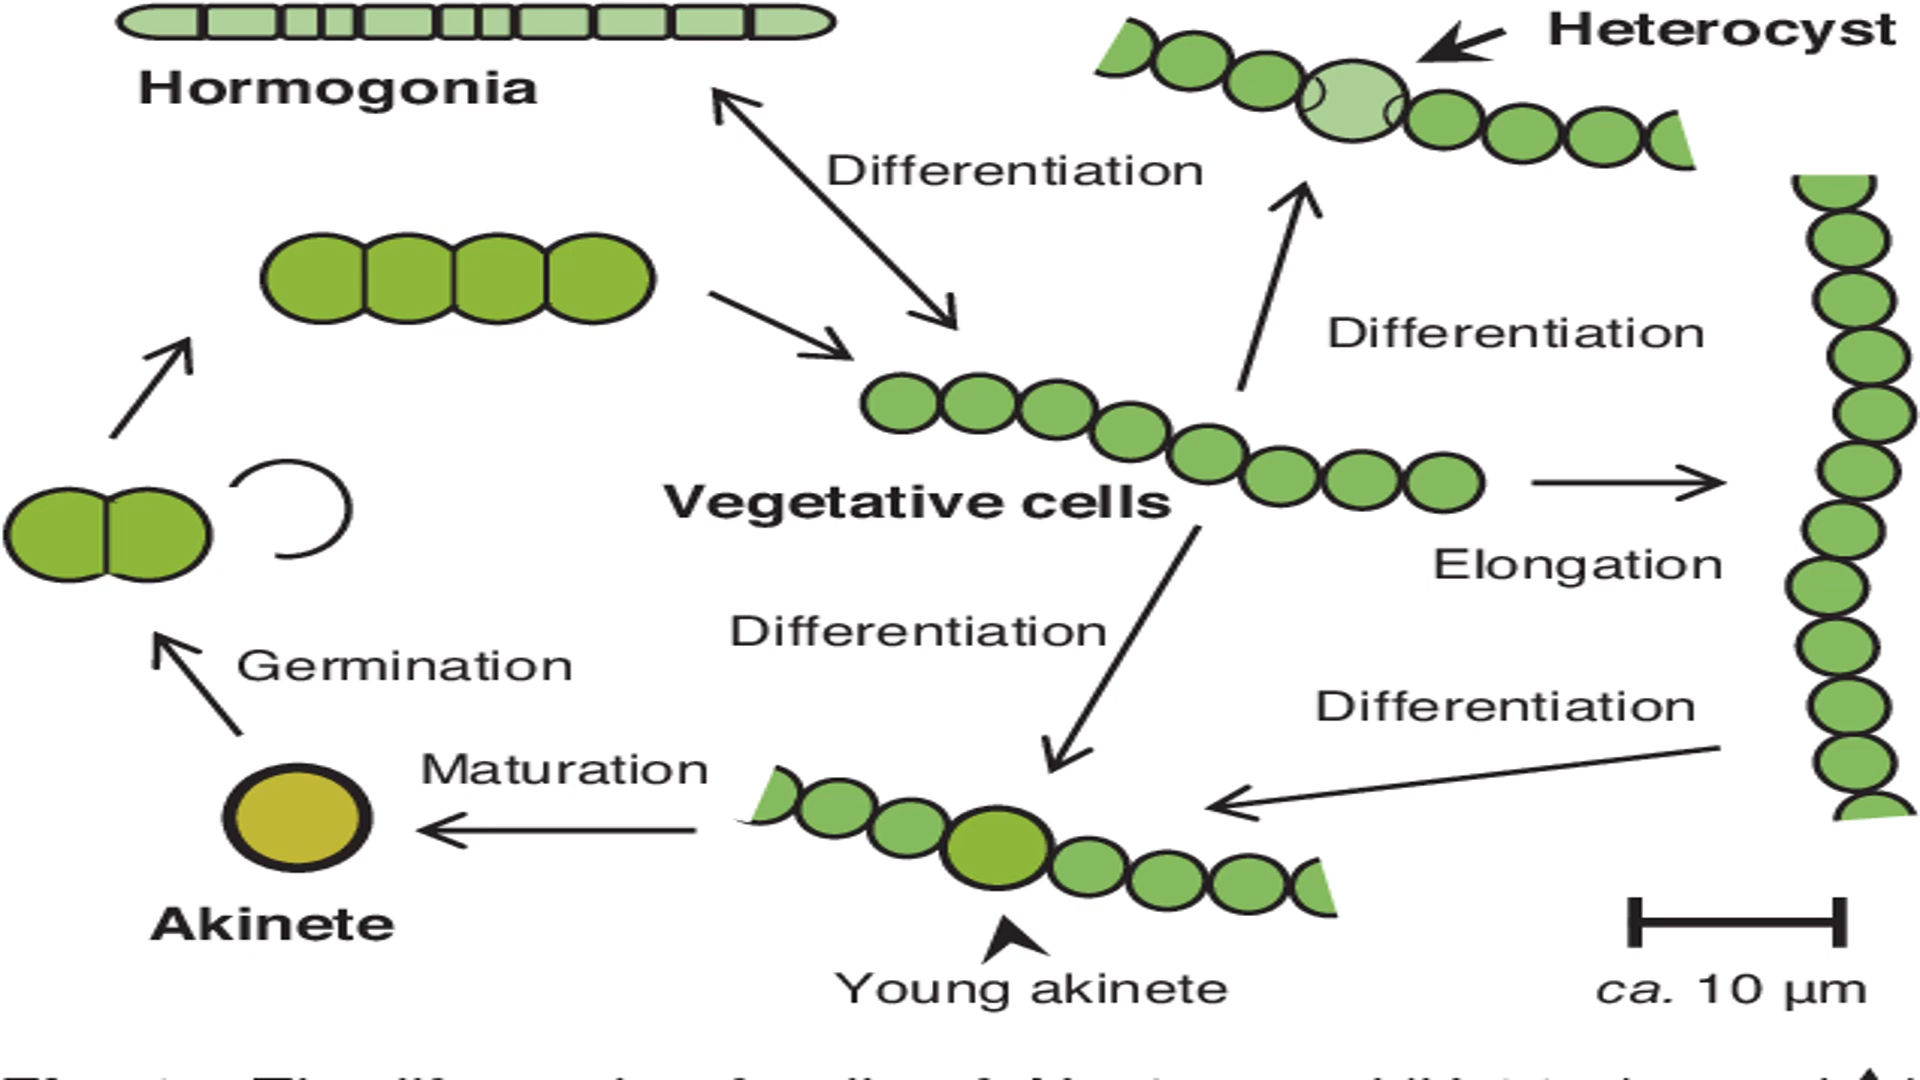 Heterocyst
Hormogonia
Differentiation
Differentiation
Vegetative cells
Elongation
Differentiation
Germination
Differentiation
Maturation
Akinete
Young akinete
ca. 10 µm